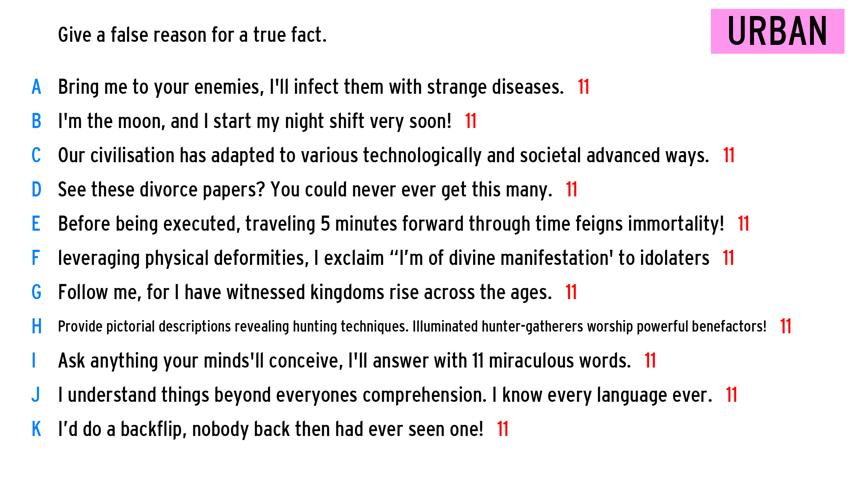 Give a false reason for a true fact.
URBAN
A Bring me to your enemies, I'll infect them with strange diseases. 11
B I'm the moon, and I start my night shift very soon! 11
C Our civilisation has adapted to various technologically and societal advanced ways. 11
D See these divorce papers? You could never ever get this many. 11
E Before being executed, traveling 5 minutes forward through time feigns immortality! 11
F leveraging physical deformities, I exclaim “I’m of divine manifestation' to idolaters 11
G Follow me, for I have witnessed kingdoms rise across the ages. 11
H Provide pictorial descriptions revealing hunting techniques. Illuminated hunter-gatherers worship powerful benefactors! 11
I Ask anything your minds'll conceive, I'll answer with 11 miraculous words. 11
J I understand things beyond everyones comprehension. I know every language ever. 11
K I’d do a backflip, nobody back then had ever seen one! 11